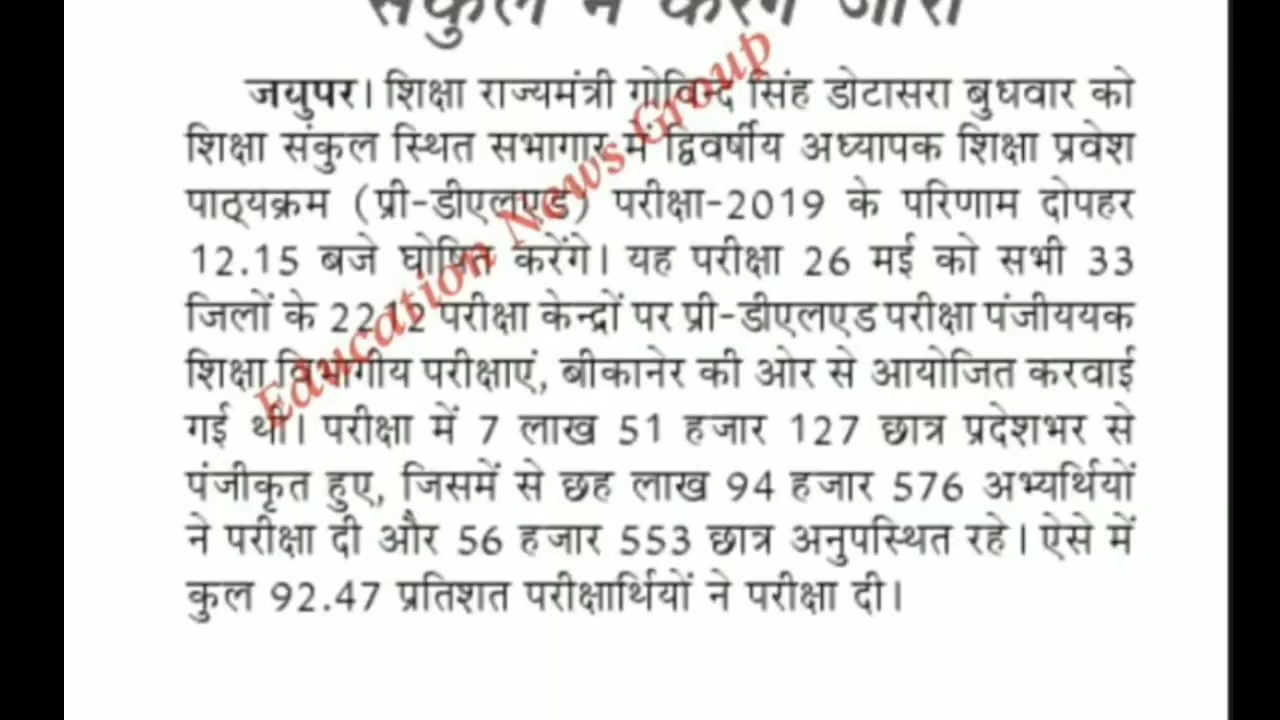 संकुल में करेंगे जारी
जयुपर। शिक्षा राज्यमंत्री गोविन्द सिंह डोटासरा बुधवार को
शिक्षा संकुल स्थित सभागार में द्विवर्षीय अध्यापक शिक्षा प्रवेश
पाठ्यक्रम (प्री-डीएलएड) परीक्षा-2019 के परिणाम दोपहर
12.15 बजे घोषित करेंगे। यह परीक्षा 26 मई को सभी 33
जिलों के 2212 परीक्षा केन्द्रों पर प्री-डीएलएड परीक्षा पंजीययक
शिक्षा विभागीय परीक्षाएं, बीकानेर की ओर से आयोजित करवाई
गई थी। परीक्षा में 7 लाख 51 हजार 127 छात्र प्रदेशभर से
पंजीकृत हुए, जिसमें से छह लाख 94 हजार 576 अभ्यर्थियों
ने परीक्षा दी और 56 हजार 553 छात्र अनुपस्थित रहे। ऐसे में
कुल 92.47 प्रतिशत परीक्षार्थियों ने परीक्षा दी।
Education News Group